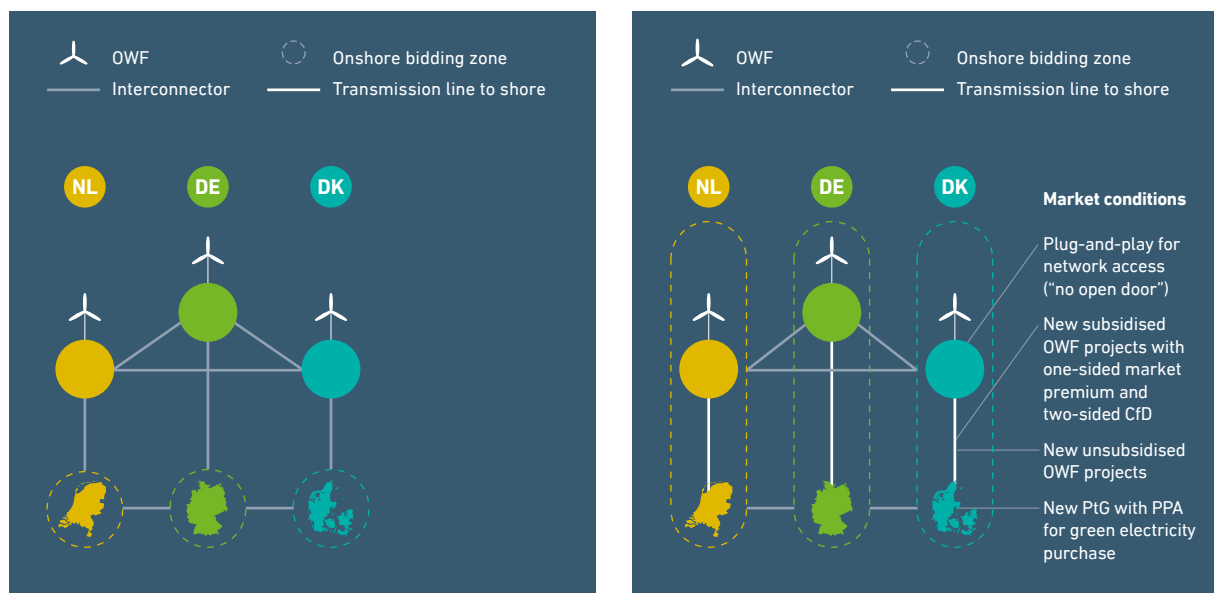 OWF
Onshore bidding zone
Interconnector
Transmission line to shore
NL
DE
DK
OWF
Onshore bidding zone
Interconnector
Transmission line to shore
NL
DE
DK
Market conditions
Plug-and-play for
network access
(“no open door”)
New subsidised
OWF projects with
one-sided market
premium and
two-sided CfD
New unsubsidised
OWF projects
New PtG with PPA
for green electricity
purchase